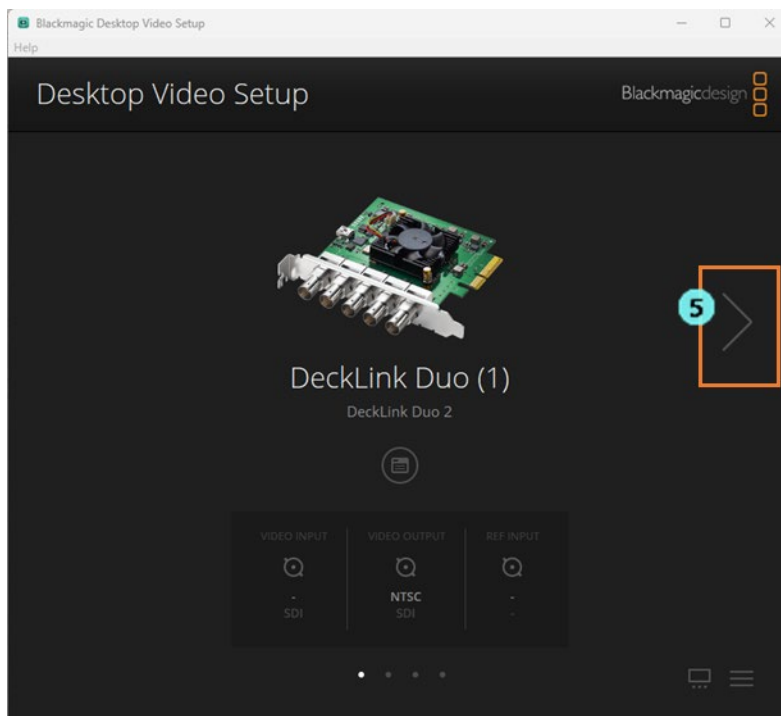 Blackmagic Desktop Video Setup
Help
Desktop Video Setup
Blackmagicdesign
5
DeckLink Duo (1)
DeckLink Duo 2
VIDEO INPUT VIDEO OUTPUT REF INPUT
- NTSC -
SDI SDI -